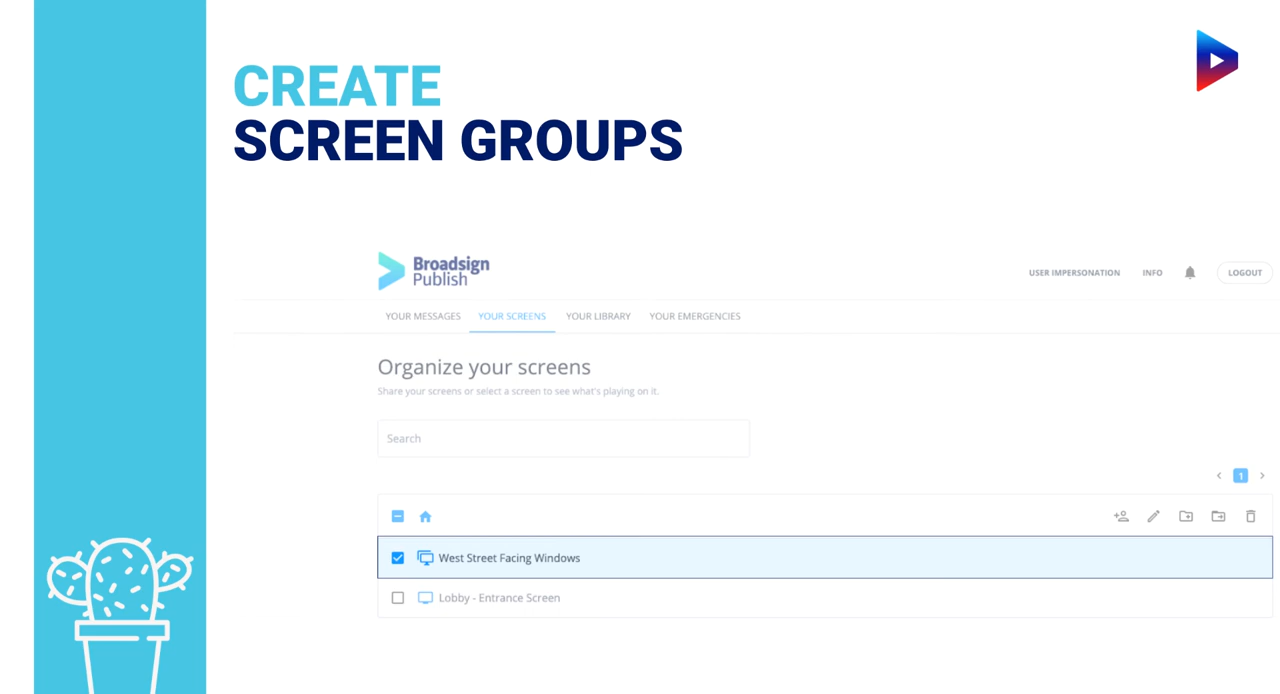 CREATE
SCREEN GROUPS
Broadsign
Publish
USER IMPERSONATION INFO LOGOUT
YOUR MESSAGES YOUR SCREENS YOUR LIBRARY YOUR EMERGENCIES
Organize your screens
Share your screens or select a screen to see what's playing on it.
Search
1
West Street Facing Windows
Lobby - Entrance Screen